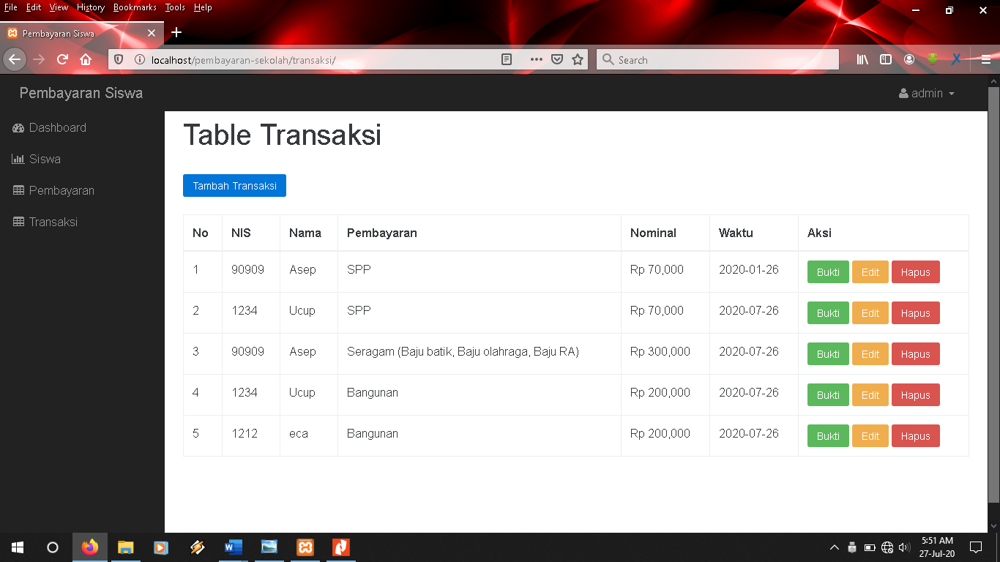 File Edit View History Bookmarks Tools Help
Pembayaran Siswa
localhost/pembayaran-sekolah/transaksi/
Search
Pembayaran Siswa
admin
Dashboard
Siswa
Pembayaran
Transaksi
Table Transaksi
Tambah Transaksi
No NIS Nama Pembayaran Nominal Waktu Aksi
1 90909 Asep SPP Rp 70,000 2020-01-26 Bukti Edit Hapus
2 1234 Ucup SPP Rp 70,000 2020-07-26 Bukti Edit Hapus
3 90909 Asep Seragam (Baju batik, Baju olahraga, Baju RA) Rp 300,000 2020-07-26 Bukti Edit Hapus
4 1234 Ucup Bangunan Rp 200,000 2020-07-26 Bukti Edit Hapus
5 1212 eca Bangunan Rp 200,000 2020-07-26 Bukti Edit Hapus
5:51 AM
27-Jul-20